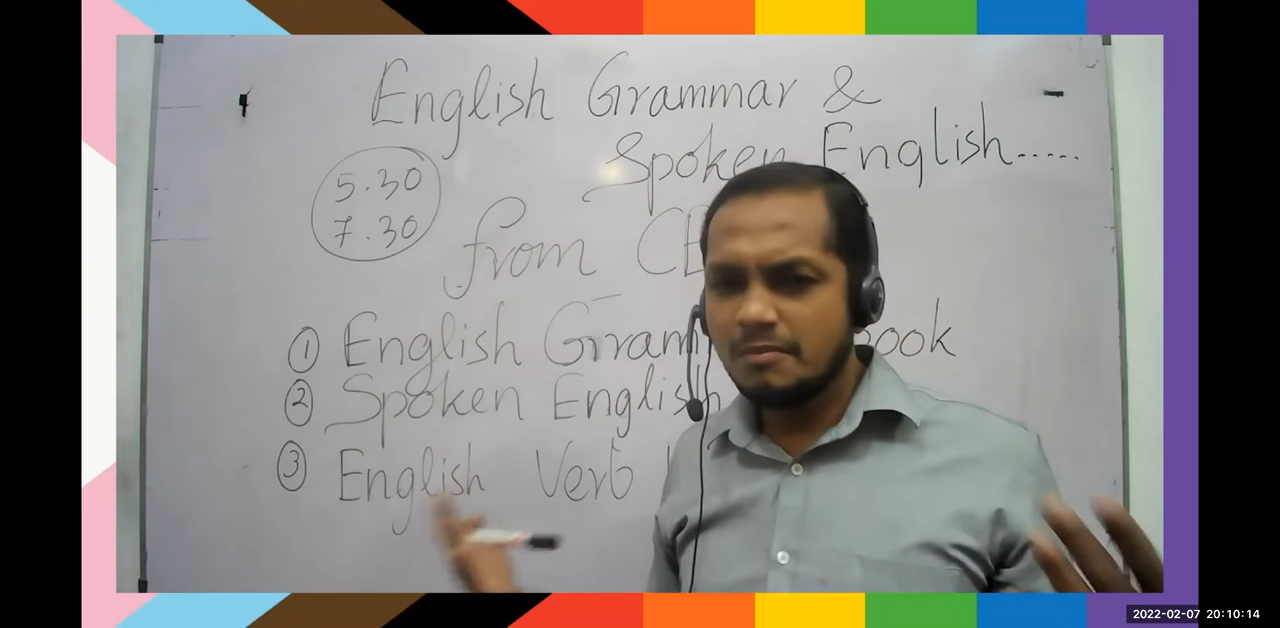 English Grammar &
Spoken English.....
5.30
7.30
from
① English book
② Spoken English
③ English Verb
2022-02-07 20:10:14